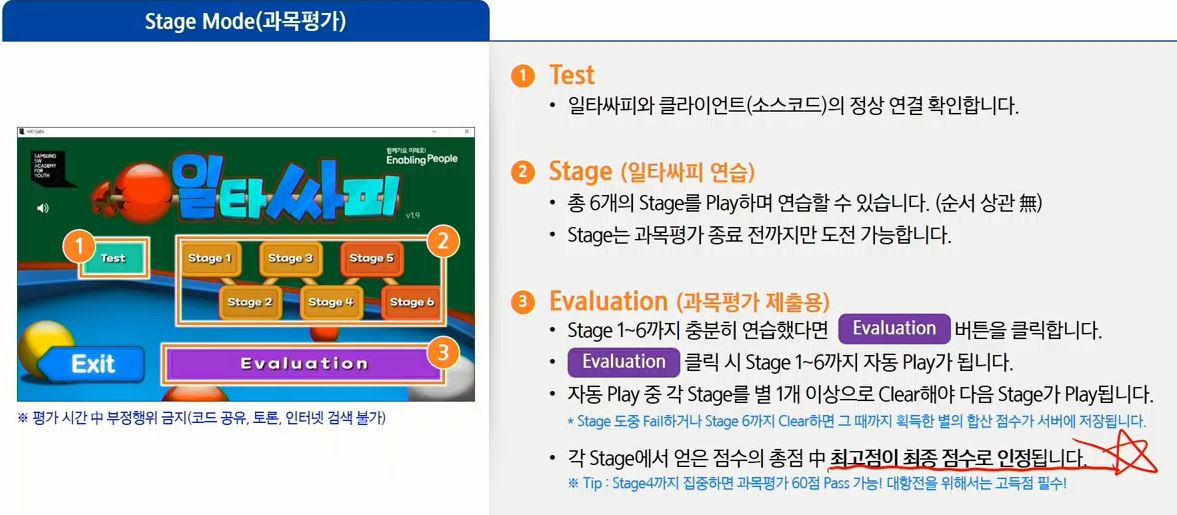 Stage Mode(과목평가)
SAMSUNG
SW
ACADEMY
FOR
YOUTH
함께가요 미래로!
Enabling People
일타싸피
v1.9
1
Test
2
Stage 1
Stage 3
Stage 5
Stage 2
Stage 4
Stage 6
Exit
3
Evaluation
※ 평가 시간 中 부정행위 금지(코드 공유, 토론, 인터넷 검색 불가)
1 Test
• 일타싸피와 클라이언트(소스코드)의 정상 연결 확인합니다.
2 Stage (일타싸피 연습)
• 총 6개의 Stage를 Play하며 연습할 수 있습니다. (순서 상관 無)
• Stage는 과목평가 종료 전까지만 도전 가능합니다.
3 Evaluation (과목평가 제출용)
• Stage 1~6까지 충분히 연습했다면 Evaluation 버튼을 클릭합니다.
• Evaluation 클릭 시 Stage 1~6까지 자동 Play가 됩니다.
• 자동 Play 중 각 Stage를 별 1개 이상으로 Clear해야 다음 Stage가 Play됩니다.
* Stage 도중 Fail하거나 Stage 6까지 Clear하면 그 때까지 획득한 별의 합산 점수가 서버에 저장됩니다.
• 각 Stage에서 얻은 점수의 총점 中 최고점이 최종 점수로 인정됩니다.
※ Tip : Stage4까지 집중하면 과목평가 60점 Pass 가능! 대항전을 위해서는 고득점 필수!